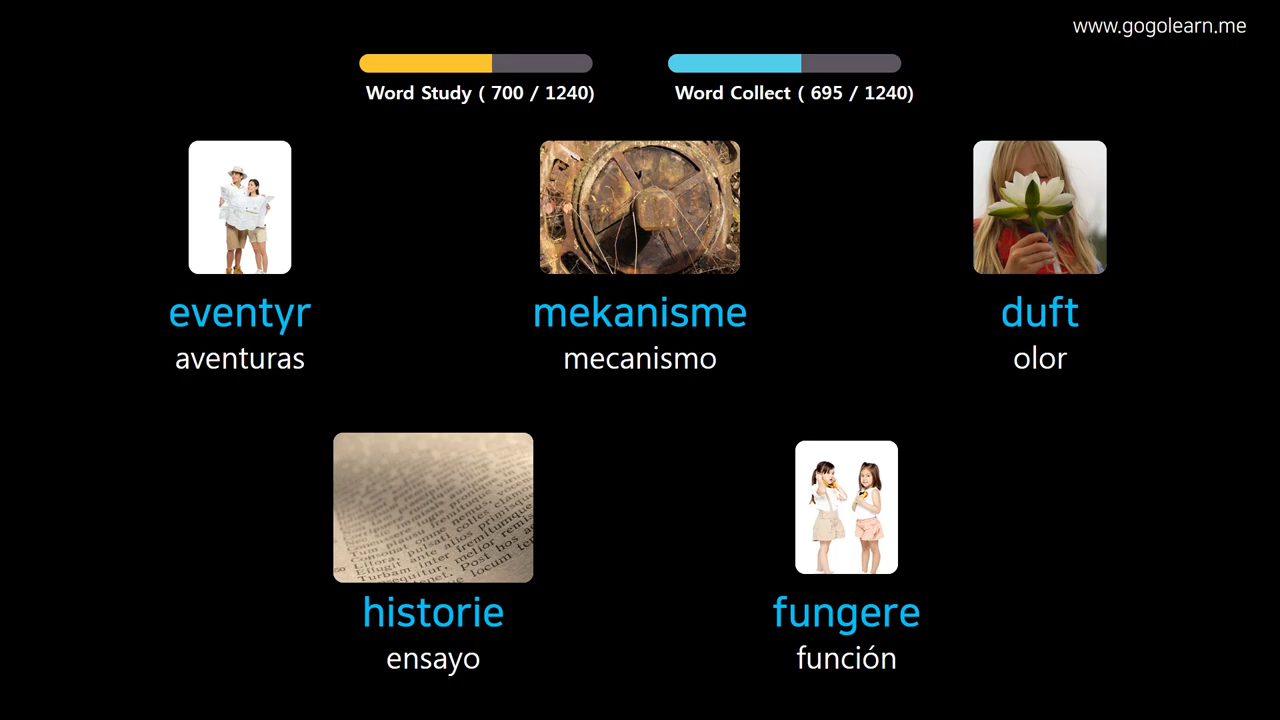 www.gogolearn.me
Word Study ( 700 / 1240)
Word Collect ( 695 / 1240)
eventyr
aventuras
mekanisme
mecanismo
duft
olor
historie
ensayo
fungere
función